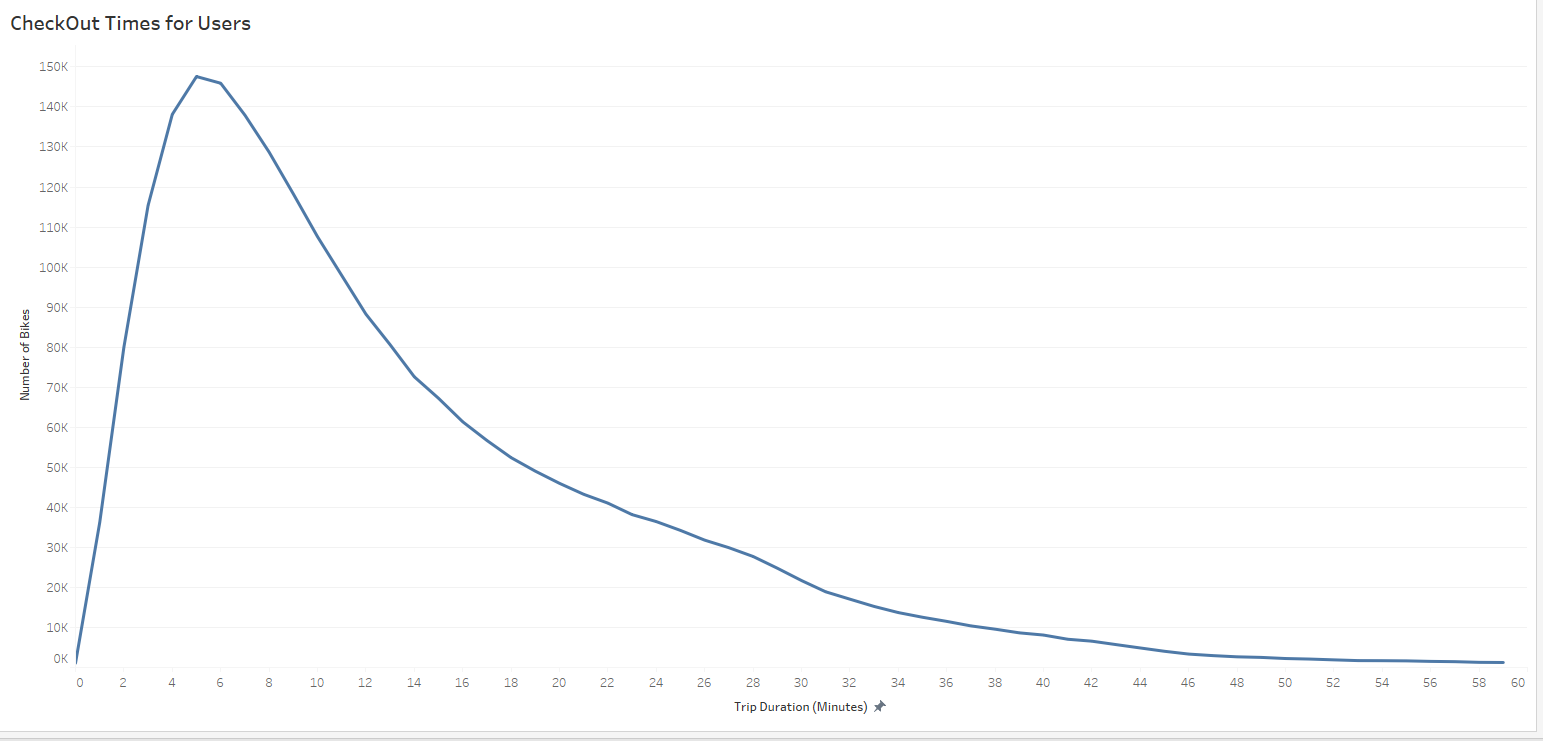 CheckOut Times for Users
150K
140K
130K
120K
110K
100K
90K
80K
70K
60K
50K
40K
30K
20K
10K
0K
Number of Bikes
0 2 4 6 8 10 12 14 16 18 20 22 24 26 28 30 32 34 36 38 40 42 44 46 48 50 52 54 56 58 60
Trip Duration (Minutes)